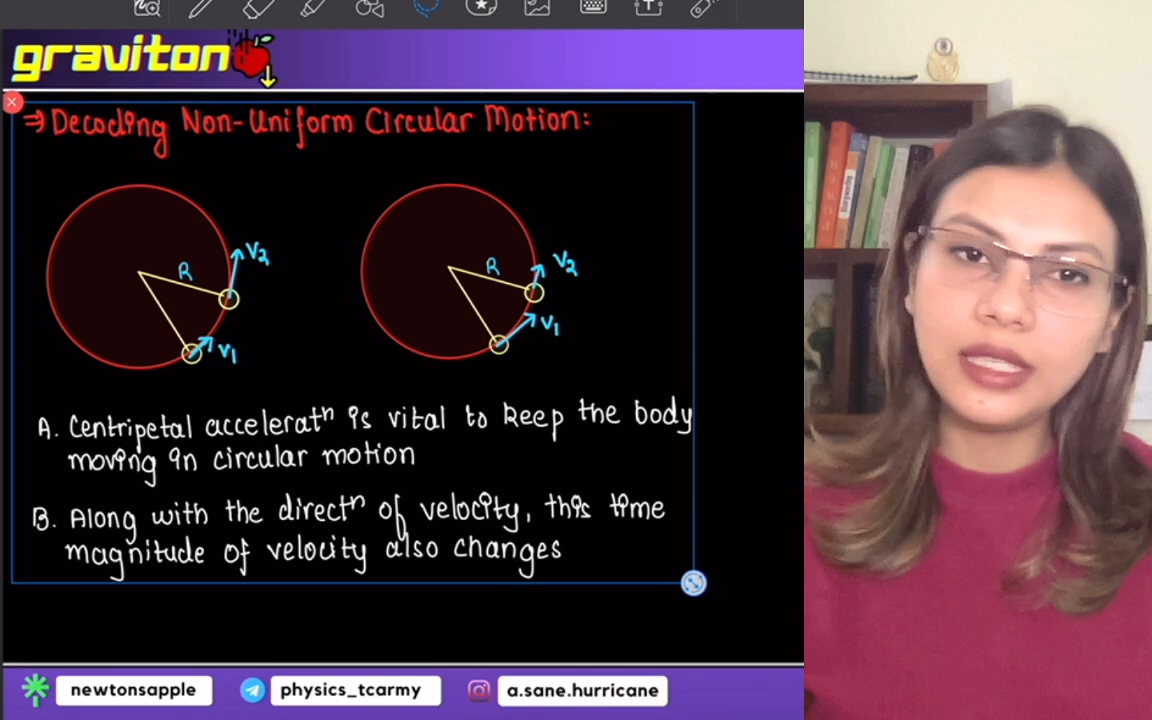 graviton
⇒ Decoding Non-Uniform Circular Motion:
R
V2
V1
R
V2
V1
A. Centripetal acceleratⁿ is vital to keep the body
moving in circular motion
B. Along with the directⁿ of velocity, this time
magnitude of velocity also changes
newtonsapple
physics_tcarmy
a.sane.hurricane